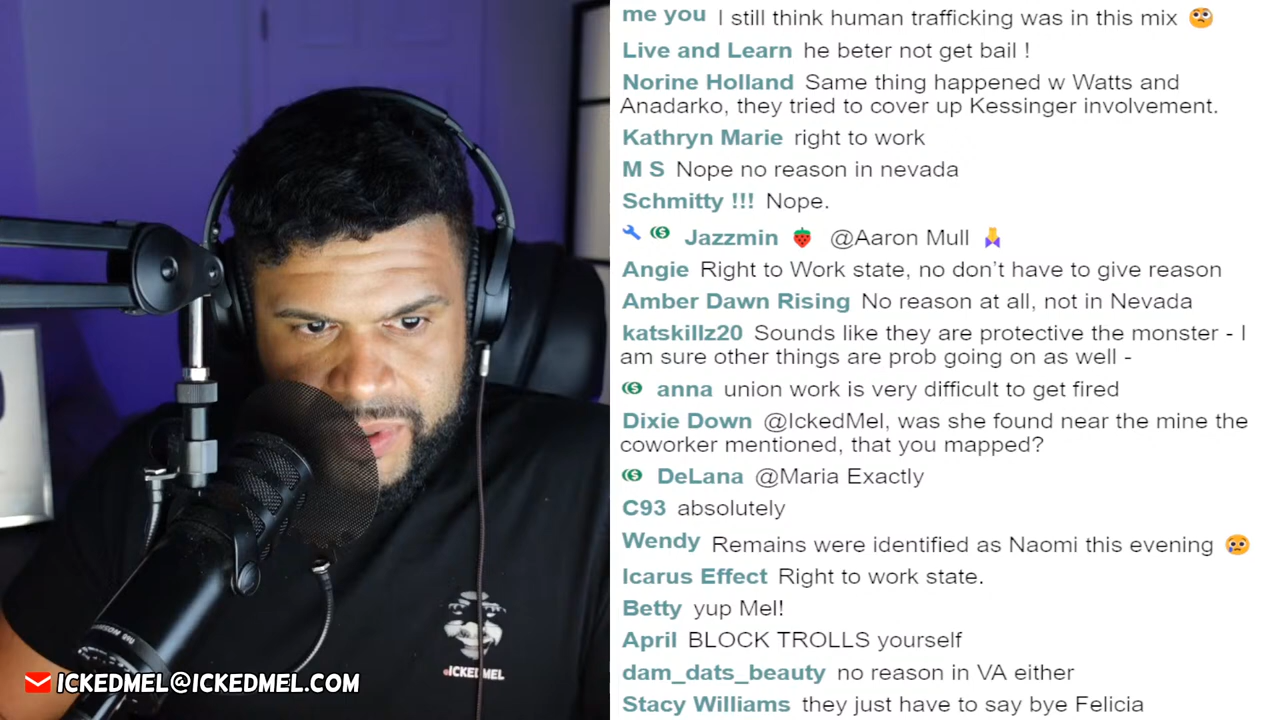 me you I still think human trafficking was in this mix
Live and Learn he beter not get bail !
Norine Holland Same thing happened w Watts and
Anadarko, they tried to cover up Kessinger involvement.
Kathryn Marie right to work
M S Nope no reason in nevada
Schmitty !!! Nope.
Jazzmin 🍓 @Aaron Mull
Angie Right to Work state, no don’t have to give reason
Amber Dawn Rising No reason at all, not in Nevada
katskillz20 Sounds like they are protective the monster - I
am sure other things are prob going on as well -
anna union work is very difficult to get fired
Dixie Down @IckedMel, was she found near the mine the
coworker mentioned, that you mapped?
DeLana @Maria Exactly
C93 absolutely
Wendy Remains were identified as Naomi this evening 😢
Icarus Effect Right to work state.
Betty yup Mel!
April BLOCK TROLLS yourself
dam_dats_beauty no reason in VA either
Stacy Williams they just have to say bye Felicia
ICKEDMEL
ICKEDMEL@ICKEDMEL.COM